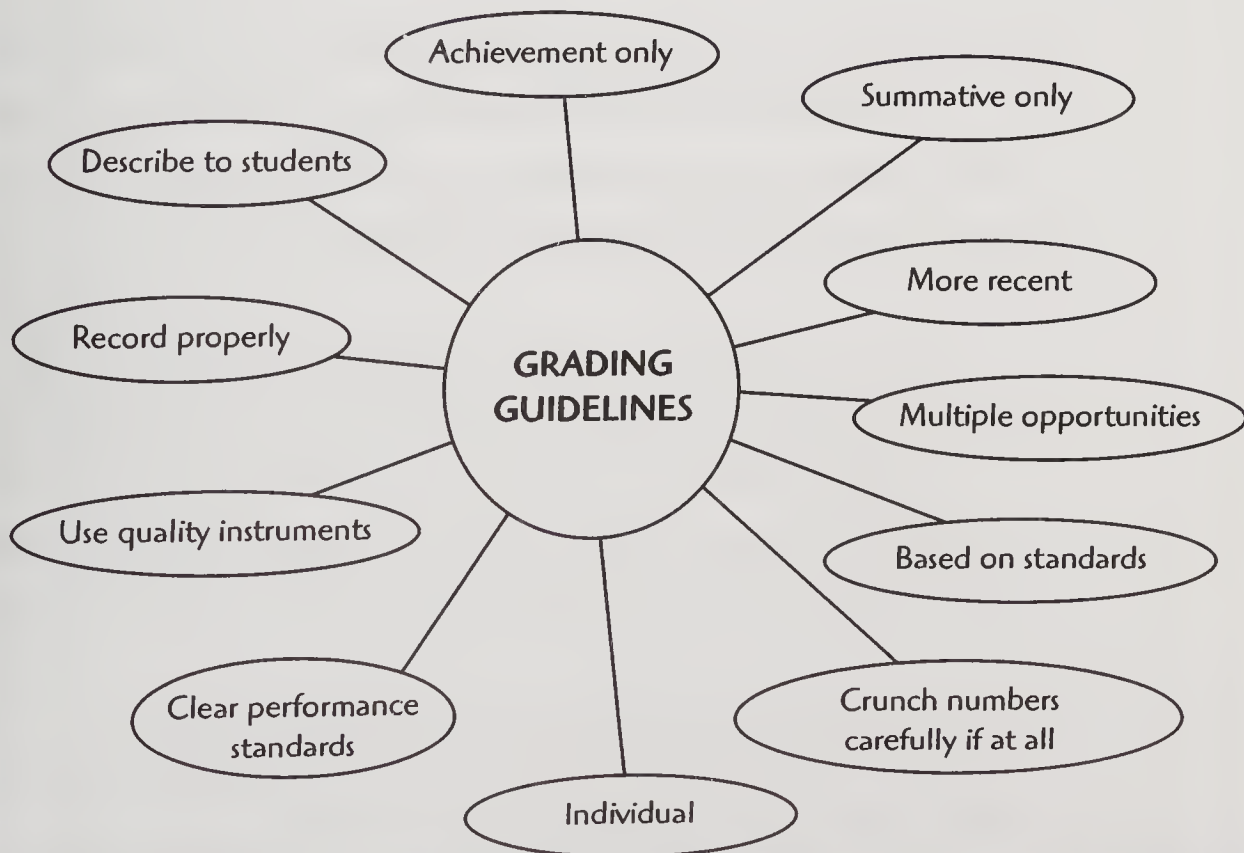 Achievement only
Summative only
Describe to students
More recent
Record properly
GRADING
GUIDELINES
Multiple opportunities
Use quality instruments
Based on standards
Clear performance
standards
Crunch numbers
carefully if at all
Individual